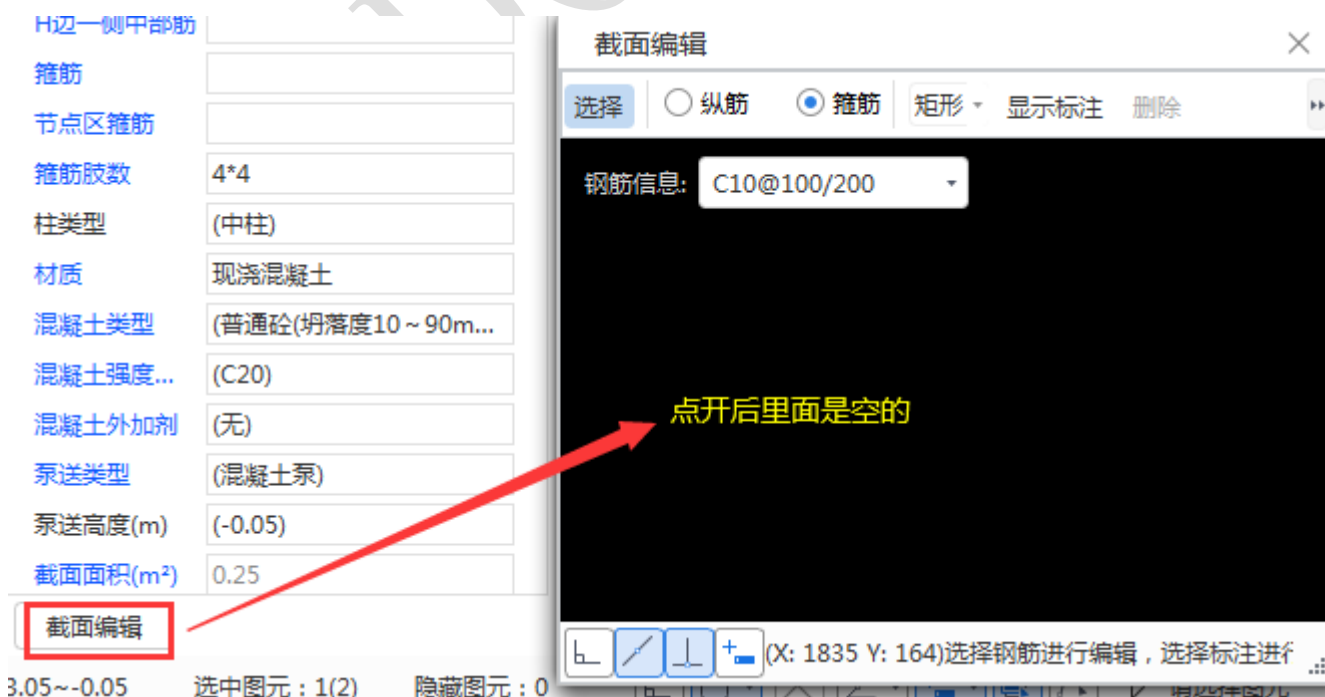 H边一侧中部筋
箍筋
节点区箍筋
箍筋肢数 4*4
柱类型 (中柱)
材质 现浇混凝土
混凝土类型 (普通砼(坍落度10～90m...
混凝土强度... (C20)
混凝土外加剂 (无)
泵送类型 (混凝土泵)
泵送高度(m) (-0.05)
截面面积(m²) 0.25
截面编辑
3.05~-0.05 选中图元：1(2) 隐藏图元：0
截面编辑
选择 纵筋 箍筋 矩形 显示标注 删除
钢筋信息: C10@100/200
点开后里面是空的
(X: 1835 Y: 164)选择钢筋进行编辑，选择标注进行